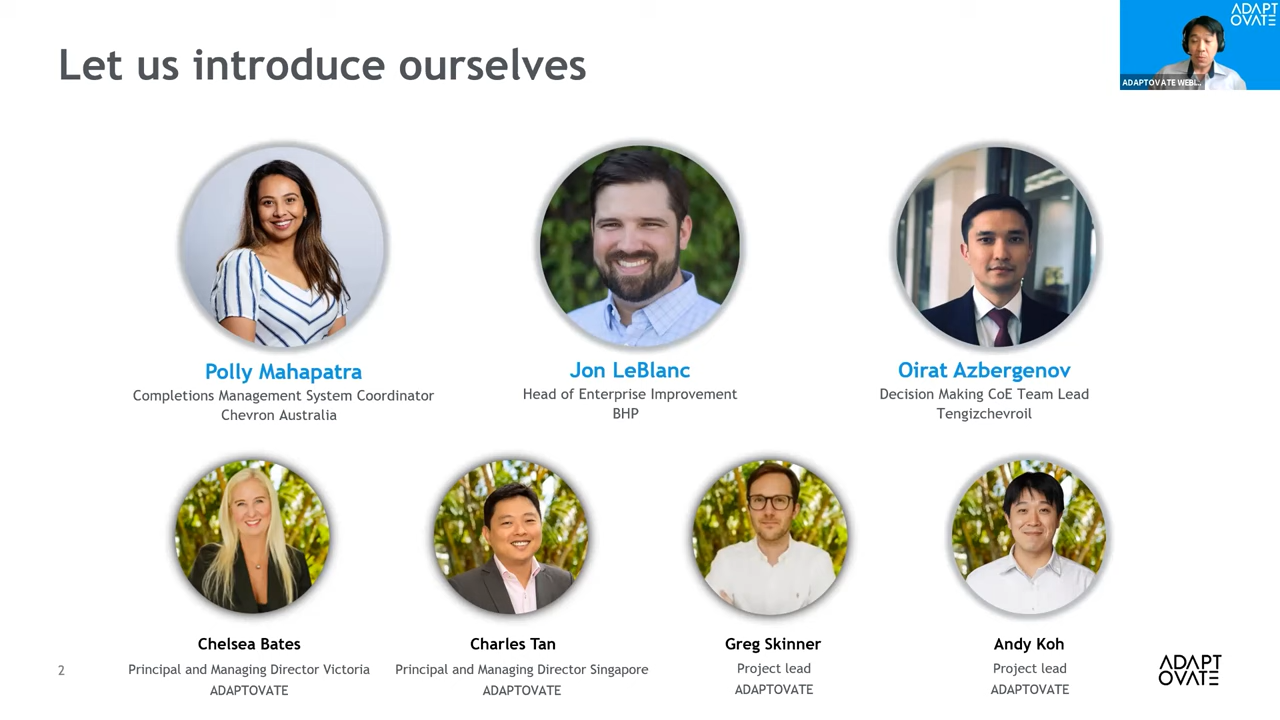 Let us introduce ourselves
ADAPT
OVATE
ADAPTOVATE WEBI...
Polly Mahapatra
Completions Management System Coordinator
Chevron Australia
Jon LeBlanc
Head of Enterprise Improvement
BHP
Oirat Azbergenov
Decision Making CoE Team Lead
Tengizchevroil
Chelsea Bates
Principal and Managing Director Victoria
ADAPTOVATE
Charles Tan
Principal and Managing Director Singapore
ADAPTOVATE
Greg Skinner
Project lead
ADAPTOVATE
Andy Koh
Project lead
ADAPTOVATE
2
ADAPT
OVATE